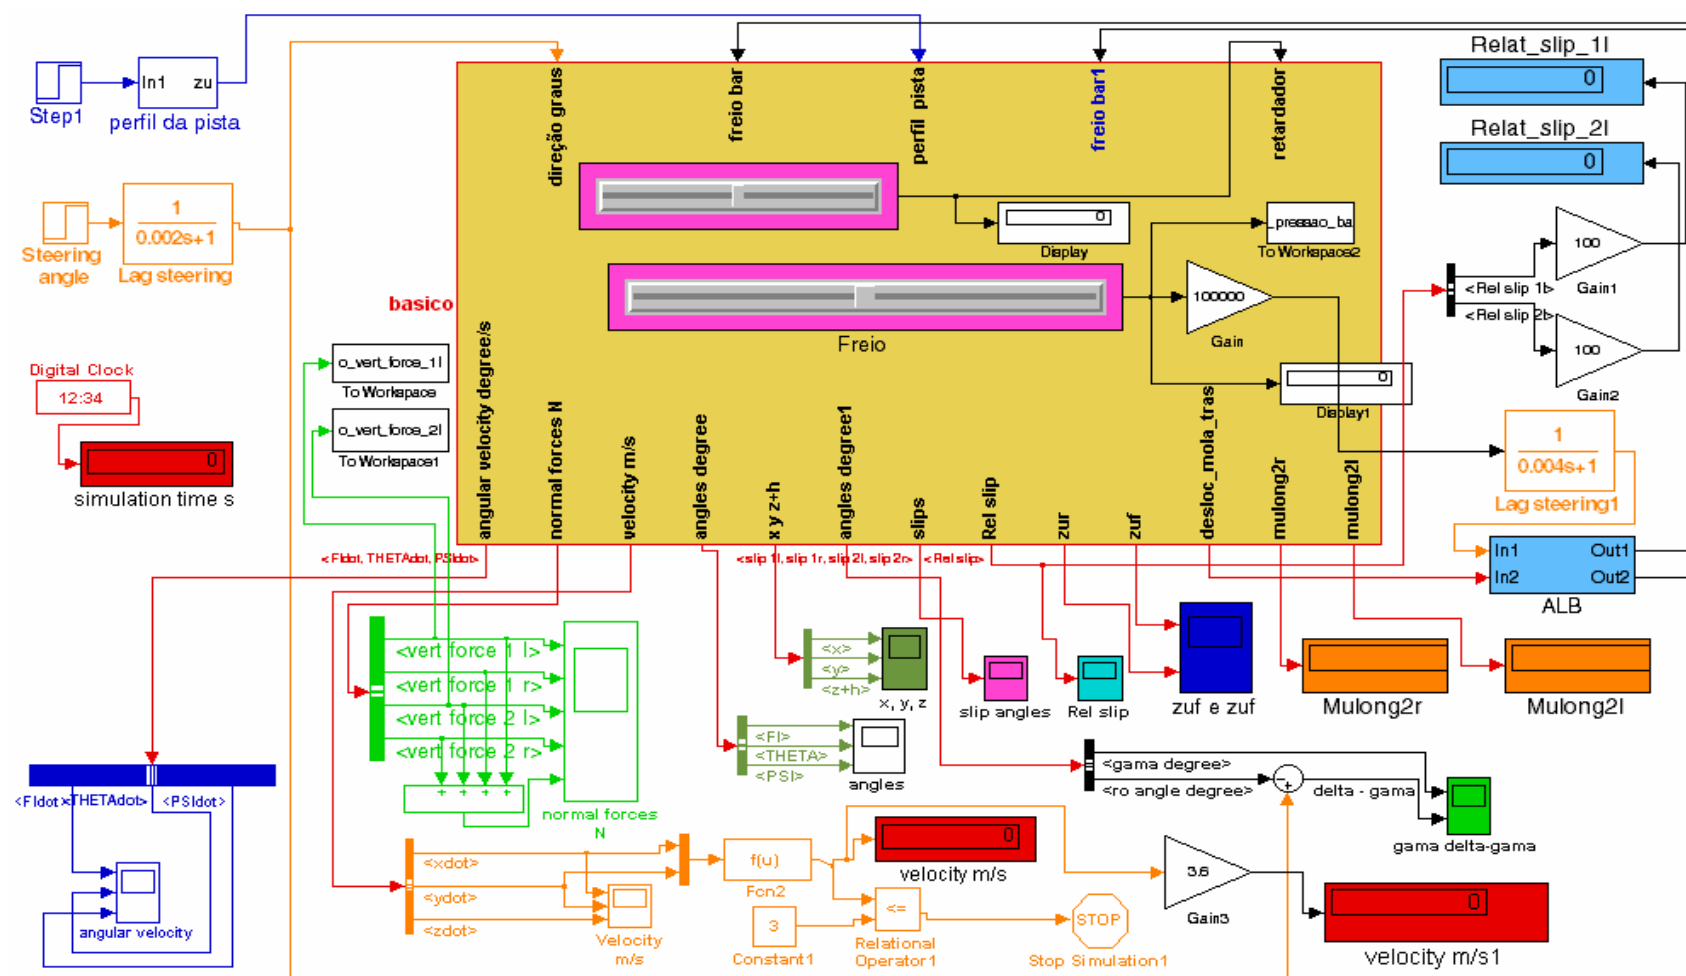 Relat_slip_1l
0
Step1
In1
zu
perfil da pista
direção graus
freio bar
perfil pista
freio bar1
retardador
Relat_slip_2l
0
Steering
angle
1
0.002s+1
Lag steering
0
Display
_pressao_ba
To Workspace2
100
Gain1
<Rel slip 1l>
<Rel slip 2l>
100
Gain2
basico
Freio
100000
Gain
0
Display1
o_vert_force_1l
To Workspace
o_vert_force_2l
To Workspace1
Digital Clock
12:34
0
simulation time s
angular velocity degree/s
normal forces N
velocity m/s
angles degree
x y z+h
angles degree1
slips
Rel slip
zur
zuf
desloc_mola_tras
mulong2r
mulong2l
1
0.004s+1
Lag steering1
In1
In2
Out1
Out2
ALB
<FIdot, THETAdot, PSIdot>
<slip 1l, slip 1r, slip 2l, slip 2r>
<Rel slip>
<vert force 1 l>
<vert force 1 r>
<vert force 2 l>
<vert force 2 r>
+ + + +
normal forces
N
<x>
<y>
<z+h>
x, y, z
slip angles
Rel slip
zuf e zuf
Mulong2r
Mulong2l
<FI>
<THETA>
<PSI>
angles
<gama degree>
<ro angle degree>
−
+
delta - gama
gama delta-gama
<FIdot>
<THETAdot>
<PSIdot>
angular velocity
<xdot>
<ydot>
<zdot>
Velocity
m/s
f(u)
Fcn2
0
velocity m/s
3
Constant1
<=
Relational
Operator1
STOP
Stop Simulation1
3.6
Gain3
0
velocity m/s1